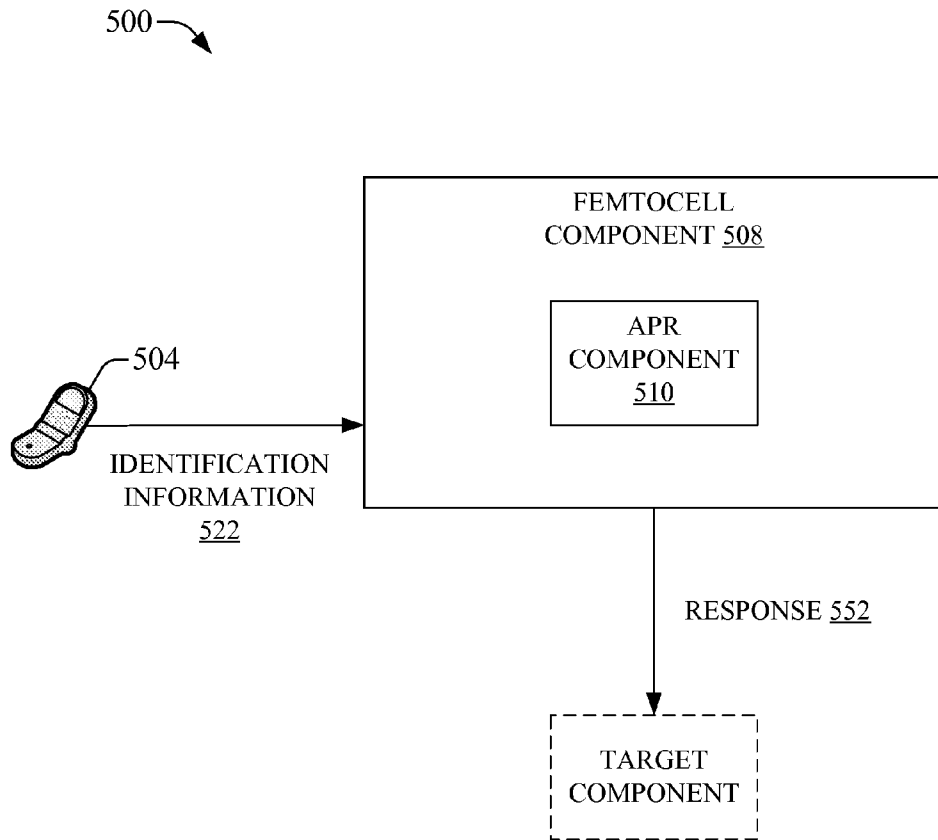 500
FEMTOCELL
COMPONENT 508
APR
COMPONENT
510
504
IDENTIFICATION
INFORMATION
522
RESPONSE 552
TARGET
COMPONENT